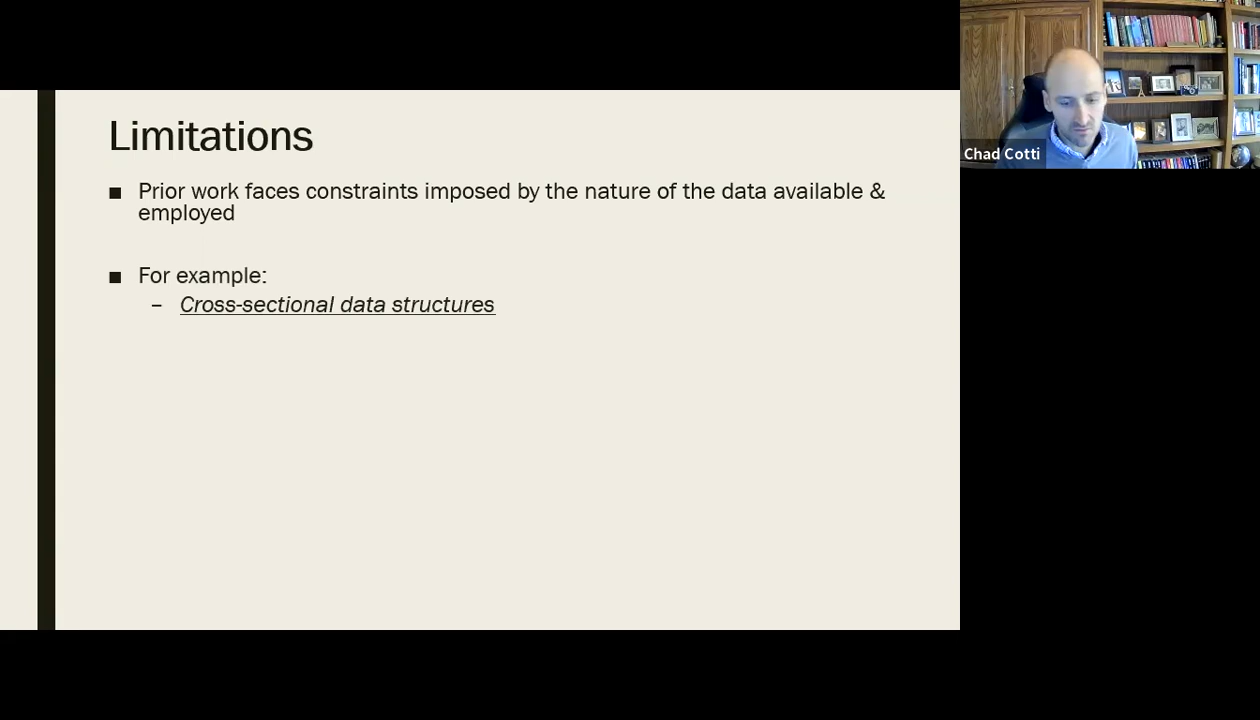 Limitations
■ Prior work faces constraints imposed by the nature of the data available &
employed
■ For example:
– Cross-sectional data structures
Chad Cotti